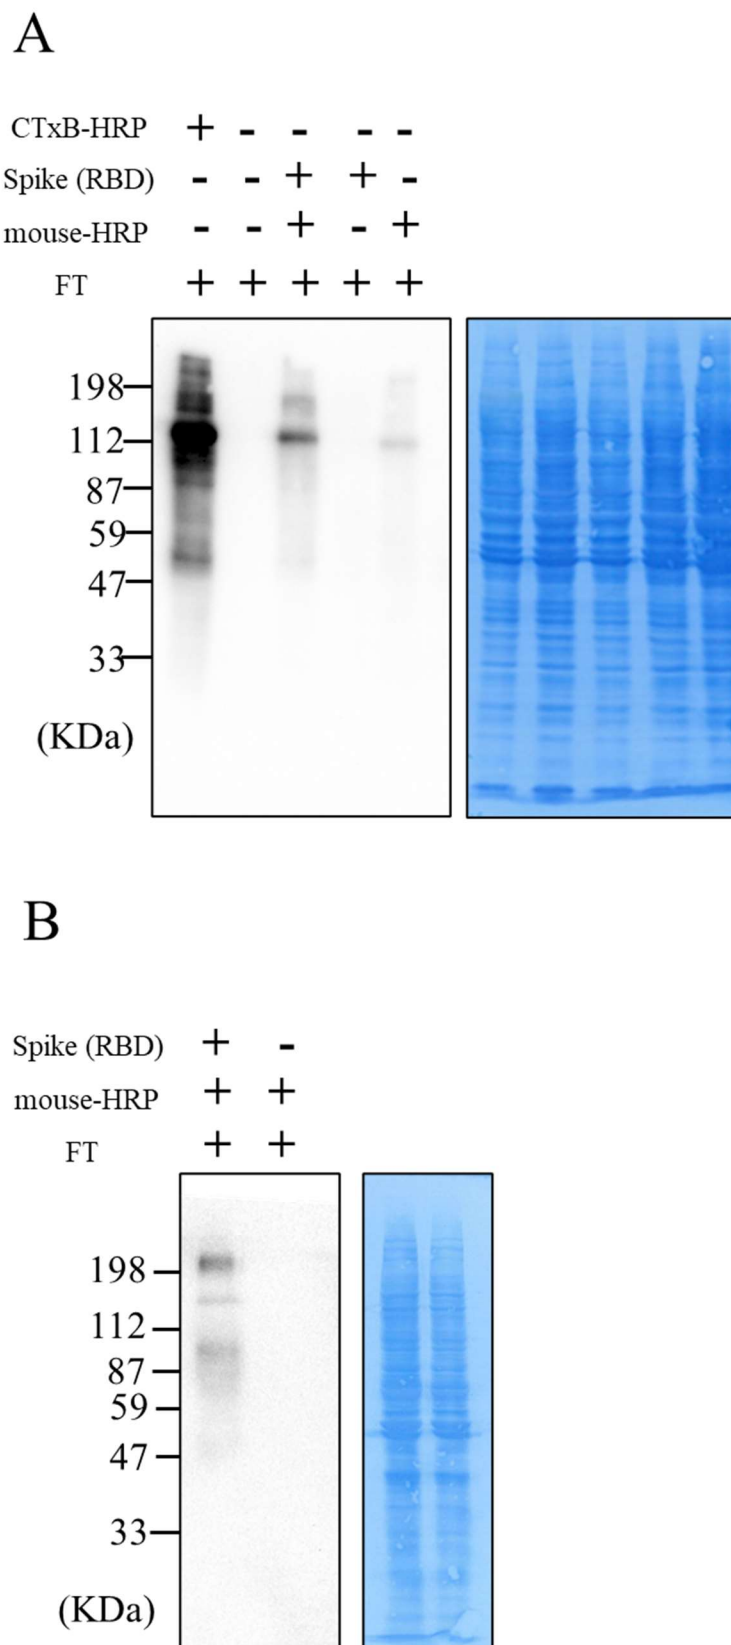 A
CTxB-HRP + - - - -
Spike (RBD) - - + + -
mouse-HRP - - + - +
FT + + + + +
198
112
87
59
47
33
(KDa)
B
Spike (RBD) + -
mouse-HRP + +
FT + +
198
112
87
59
47
33
(KDa)